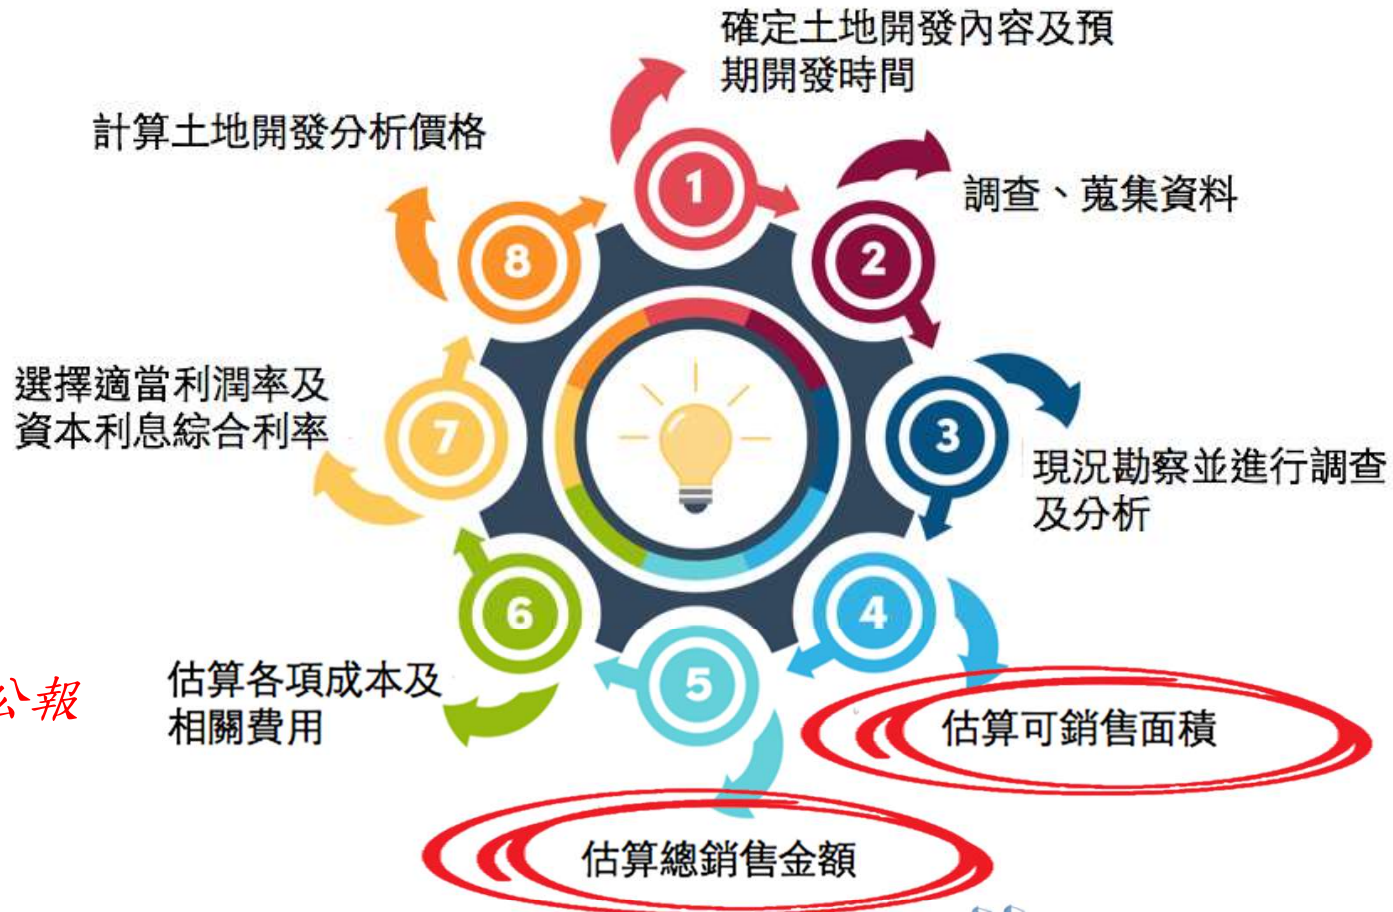 確定土地開發內容及預
期開發時間
1
調查、蒐集資料
2
現況勘察並進行調查
及分析
3
估算可銷售面積
4
估算總銷售金額
5
估算各項成本及
相關費用
6
選擇適當利潤率及
資本利息綜合利率
7
計算土地開發分析價格
8
公報